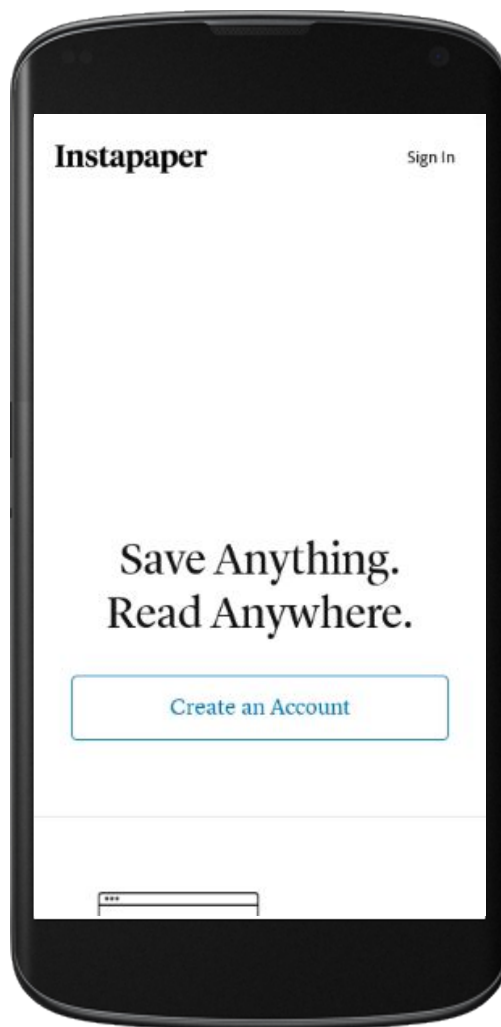 Instapaper
Sign In
Save Anything.
Read Anywhere.
Create an Account